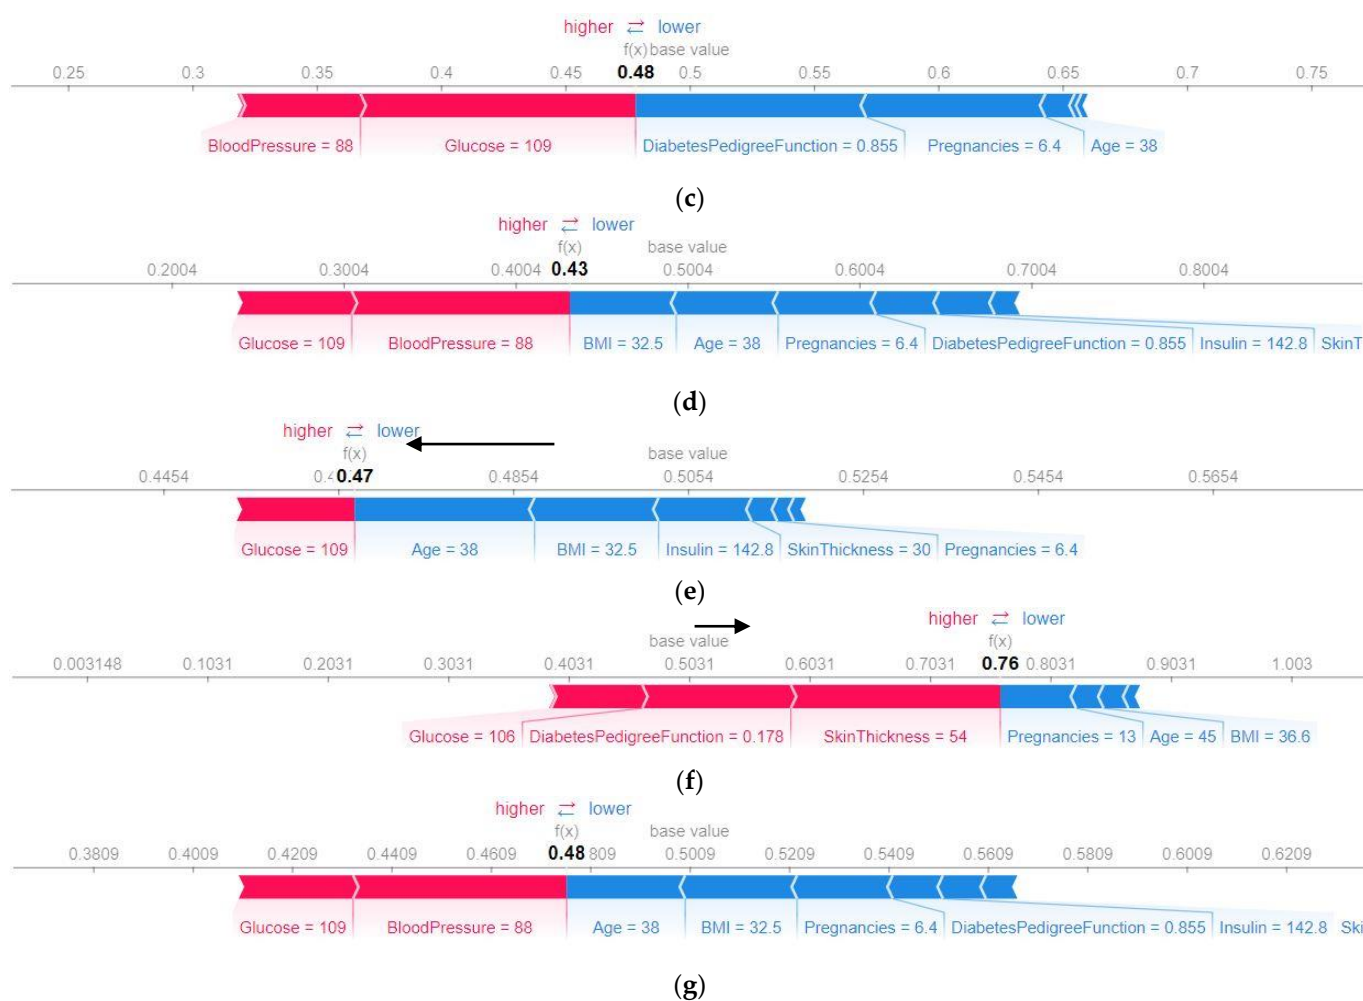 higher lower
f(x) base value
0.25 0.3 0.35 0.4 0.45 0.48 0.5 0.55 0.6 0.65 0.7 0.75
BloodPressure = 88 Glucose = 109 DiabetesPedigreeFunction = 0.855 Pregnancies = 6.4 Age = 38
(c)
higher lower
f(x) base value
0.2004 0.3004 0.4004 0.43 0.5004 0.6004 0.7004 0.8004
Glucose = 109 BloodPressure = 88 BMI = 32.5 Age = 38 Pregnancies = 6.4 DiabetesPedigreeFunction = 0.855 Insulin = 142.8 SkinT
(d)
higher lower
f(x) base value
0.4454 0.47 0.4854 0.5054 0.5254 0.5454 0.5654
Glucose = 109 Age = 38 BMI = 32.5 Insulin = 142.8 SkinThickness = 30 Pregnancies = 6.4
(e)
higher lower
base value f(x)
0.003148 0.1031 0.2031 0.3031 0.4031 0.5031 0.6031 0.7031 0.76 0.8031 0.9031 1.003
Glucose = 106 DiabetesPedigreeFunction = 0.178 SkinThickness = 54 Pregnancies = 13 Age = 45 BMI = 36.6
(f)
higher lower
f(x) base value
0.3809 0.4009 0.4209 0.4409 0.4609 0.48 809 0.5009 0.5209 0.5409 0.5609 0.5809 0.6009 0.6209
Glucose = 109 BloodPressure = 88 Age = 38 BMI = 32.5 Pregnancies = 6.4 DiabetesPedigreeFunction = 0.855 Insulin = 142.8 Ski
(g)